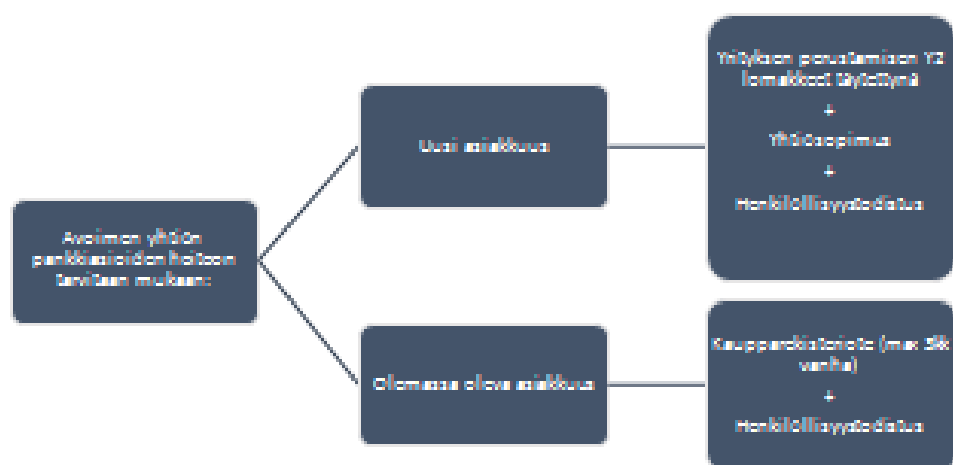 Avoimen yhtiön
pankkiasioiden hoitoon
tarvitaan mukaan:
Uusi asiakkuus
Yrityksen perustamisen Y2
lomakkeet täytettynä
+
Yhtiösopimus
+
Henkilöllisyystodistus
Olemassa oleva asiakkuus
Kaupparekisteriote (max 3kk
vanha)
+
Henkilöllisyystodistus